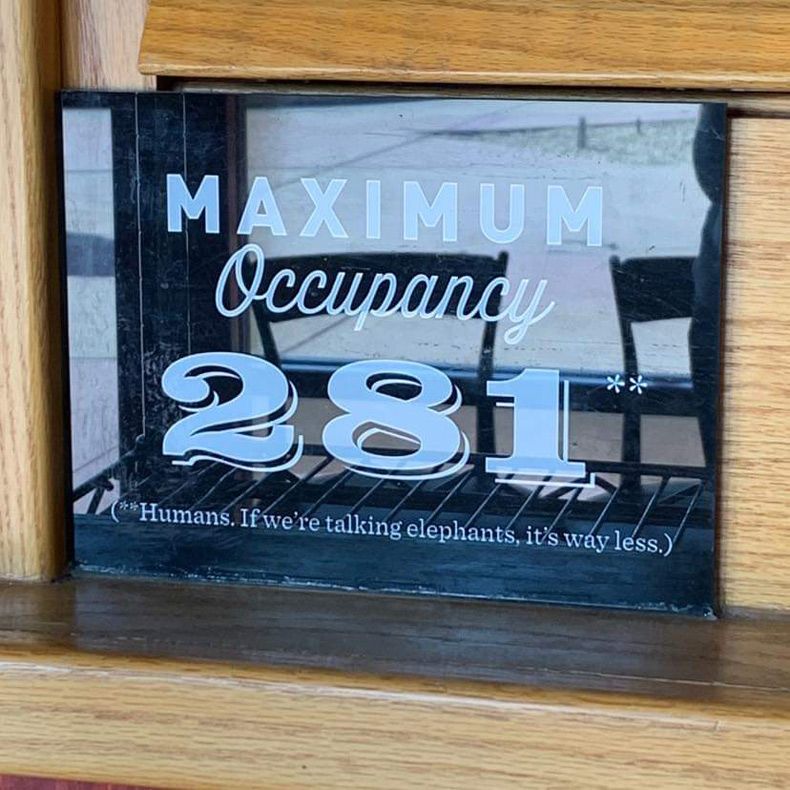 MAXIMUM
Occupancy
281**
(**Humans. If we're talking elephants, it's way less.)